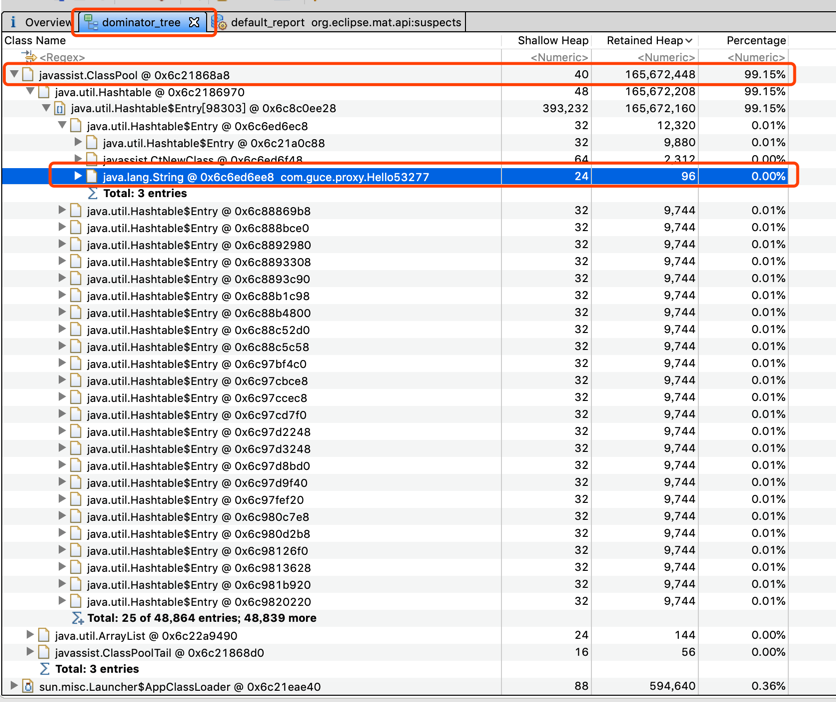 i Overview dominator_tree default_report org.eclipse.mat.api:suspects
Class Name Shallow Heap Retained Heap Percentage
<Regex> <Numeric> <Numeric> <Numeric>
javassist.ClassPool @ 0x6c21868a8 40 165,672,448 99.15%
java.util.Hashtable @ 0x6c2186970 48 165,672,208 99.15%
java.util.Hashtable$Entry[98303] @ 0x6c8c0ee28 393,232 165,672,160 99.15%
java.util.Hashtable$Entry @ 0x6c6ed6ec8 32 12,320 0.01%
java.util.Hashtable$Entry @ 0x6c21a0c88 32 9,880 0.01%
javassist.CtNewClass @ 0x6c6ed6f48 64 2,312 0.00%
java.lang.String @ 0x6c6ed6ee8 com.guce.proxy.Hello53277 24 96 0.00%
Σ Total: 3 entries
java.util.Hashtable$Entry @ 0x6c88869b8 32 9,744 0.01%
java.util.Hashtable$Entry @ 0x6c888bce0 32 9,744 0.01%
java.util.Hashtable$Entry @ 0x6c8892980 32 9,744 0.01%
java.util.Hashtable$Entry @ 0x6c8893308 32 9,744 0.01%
java.util.Hashtable$Entry @ 0x6c8893c90 32 9,744 0.01%
java.util.Hashtable$Entry @ 0x6c88b1c98 32 9,744 0.01%
java.util.Hashtable$Entry @ 0x6c88b4800 32 9,744 0.01%
java.util.Hashtable$Entry @ 0x6c88c52d0 32 9,744 0.01%
java.util.Hashtable$Entry @ 0x6c88c5c58 32 9,744 0.01%
java.util.Hashtable$Entry @ 0x6c97bf4c0 32 9,744 0.01%
java.util.Hashtable$Entry @ 0x6c97cbce8 32 9,744 0.01%
java.util.Hashtable$Entry @ 0x6c97ccec8 32 9,744 0.01%
java.util.Hashtable$Entry @ 0x6c97cd7f0 32 9,744 0.01%
java.util.Hashtable$Entry @ 0x6c97d2248 32 9,744 0.01%
java.util.Hashtable$Entry @ 0x6c97d3248 32 9,744 0.01%
java.util.Hashtable$Entry @ 0x6c97d8bd0 32 9,744 0.01%
java.util.Hashtable$Entry @ 0x6c97d9f40 32 9,744 0.01%
java.util.Hashtable$Entry @ 0x6c97fef20 32 9,744 0.01%
java.util.Hashtable$Entry @ 0x6c980c7e8 32 9,744 0.01%
java.util.Hashtable$Entry @ 0x6c980d2b8 32 9,744 0.01%
java.util.Hashtable$Entry @ 0x6c98126f0 32 9,744 0.01%
java.util.Hashtable$Entry @ 0x6c9813628 32 9,744 0.01%
java.util.Hashtable$Entry @ 0x6c981b920 32 9,744 0.01%
java.util.Hashtable$Entry @ 0x6c9820220 32 9,744 0.01%
Σ Total: 25 of 48,864 entries; 48,839 more
java.util.ArrayList @ 0x6c22a9490 24 144 0.00%
javassist.ClassPoolTail @ 0x6c21868d0 16 56 0.00%
Σ Total: 3 entries
sun.misc.Launcher$AppClassLoader @ 0x6c21eae40 88 594,640 0.36%